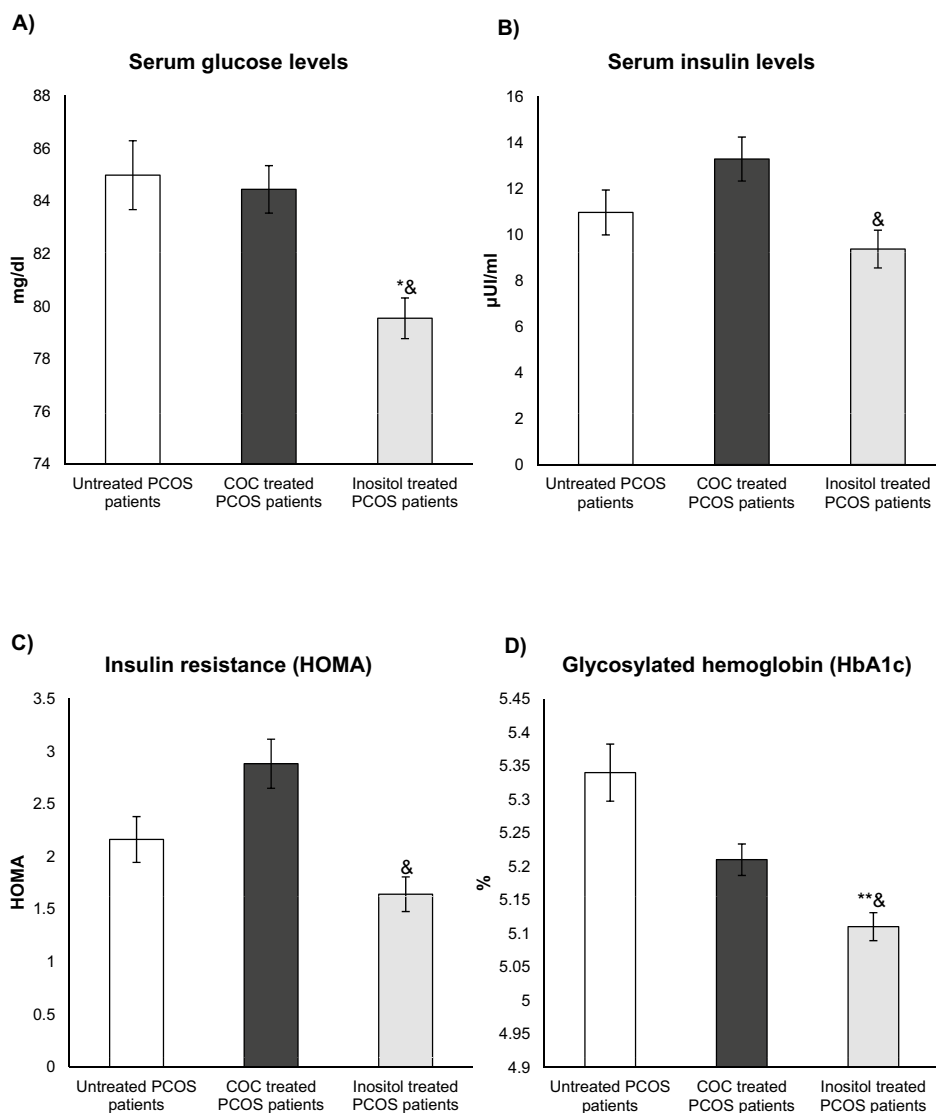 A)
Serum glucose levels
88
86
84
82
80
78
76
74
mg/dl
*&
Untreated PCOS
patients
COC treated
PCOS patients
Inositol treated
PCOS patients
B)
Serum insulin levels
16
14
12
10
8
6
4
2
0
µUI/ml
&
Untreated PCOS
patients
COC treated
PCOS patients
Inositol treated
PCOS patients
C)
Insulin resistance (HOMA)
3.5
3
2.5
2
1.5
1
0.5
0
HOMA
&
Untreated PCOS
patients
COC treated
PCOS patients
Inositol treated
PCOS patients
D)
Glycosylated hemoglobin (HbA1c)
5.45
5.4
5.35
5.3
5.25
5.2
5.15
5.1
5.05
5
4.95
4.9
%
**&
Untreated PCOS
patients
COC treated
PCOS patients
Inositol treated
PCOS patients